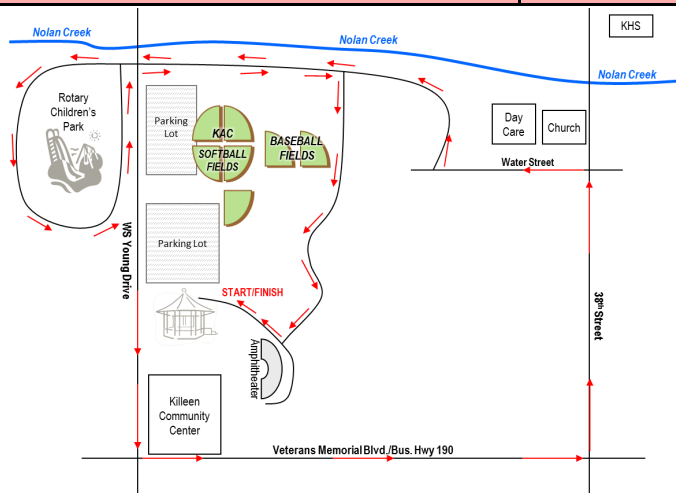 KHS
Nolan Creek
Nolan Creek
Nolan Creek
Rotary
Children's
Park
Parking
Lot
KAC
SOFTBALL
FIELDS
BASEBALL
FIELDS
Day
Care
Church
Water Street
WS Young Drive
Parking Lot
START/FINISH
38th Street
Amphitheater
Killeen
Community
Center
Veterans Memorial Blvd./Bus. Hwy 190